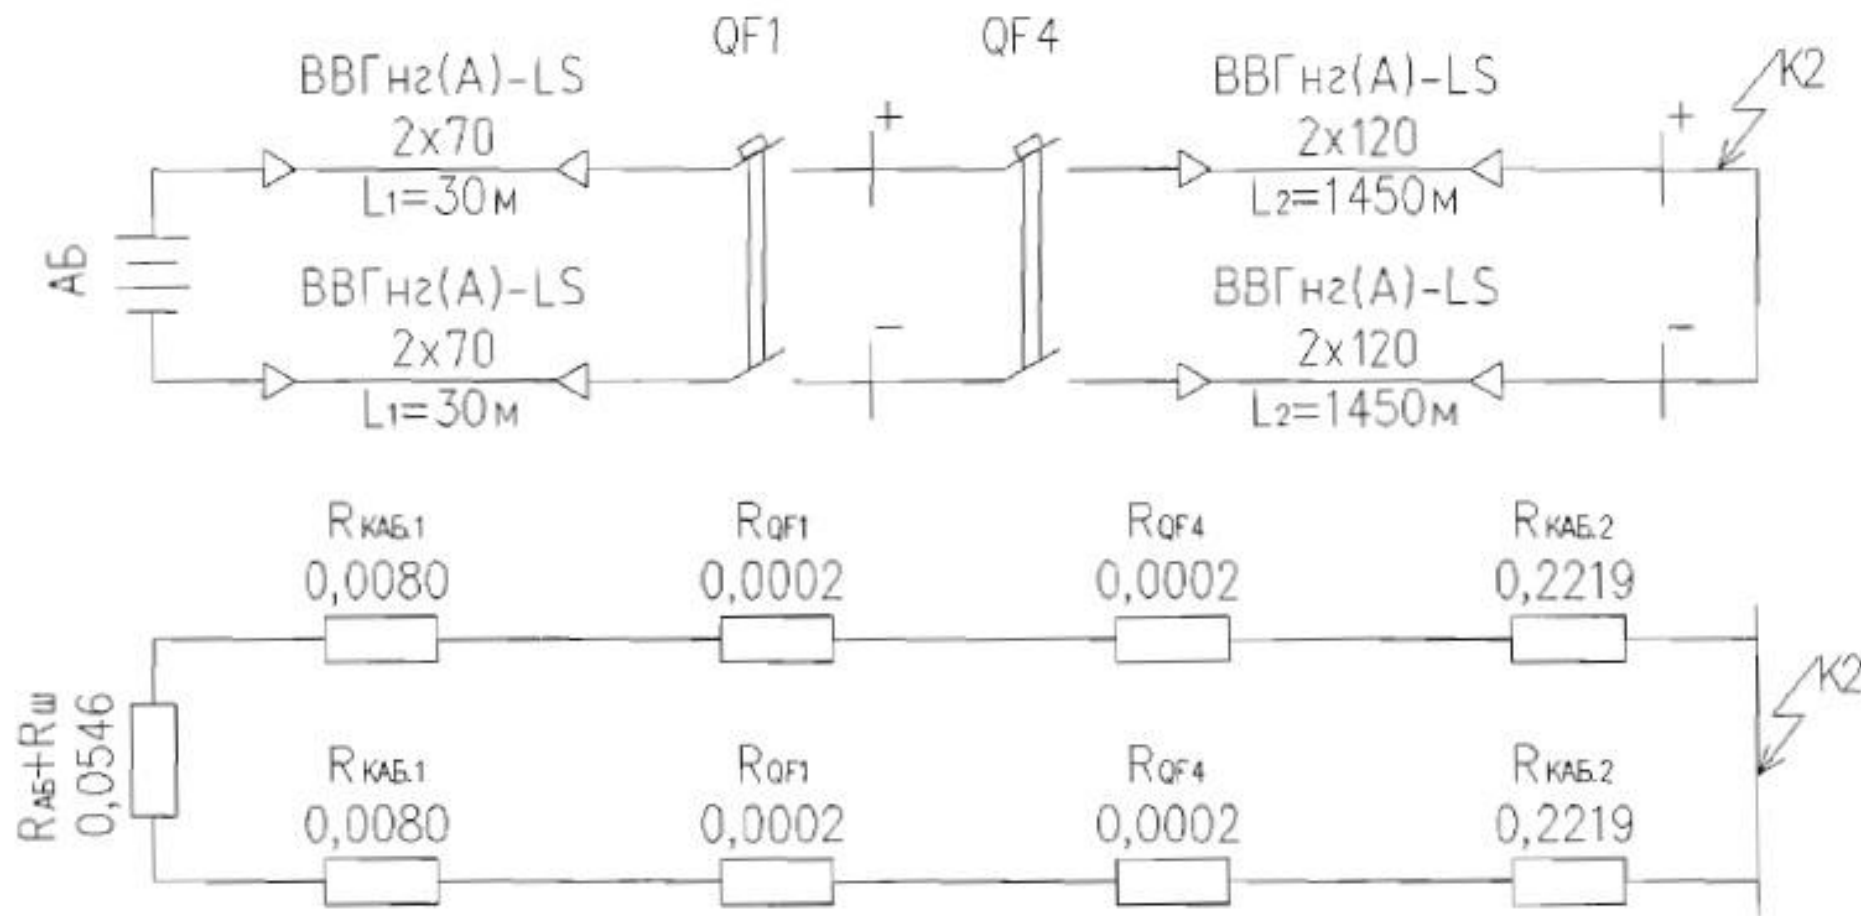 QF1 QF4
ВВГнг(А)-LS ВВГнг(А)-LS K2
2х70 2х120 +
+
L1=30м L2=1450м
АБ
ВВГнг(А)-LS ВВГнг(А)-LS
2х70 − 2х120 −
L1=30м L2=1450м
RКАБ.1 RQF1 RQF4 RКАБ.2
0,0080 0,0002 0,0002 0,2219
RАБ+Rш
0,0546
K2
RКАБ.1 RQF1 RQF4 RКАБ.2
0,0080 0,0002 0,0002 0,2219